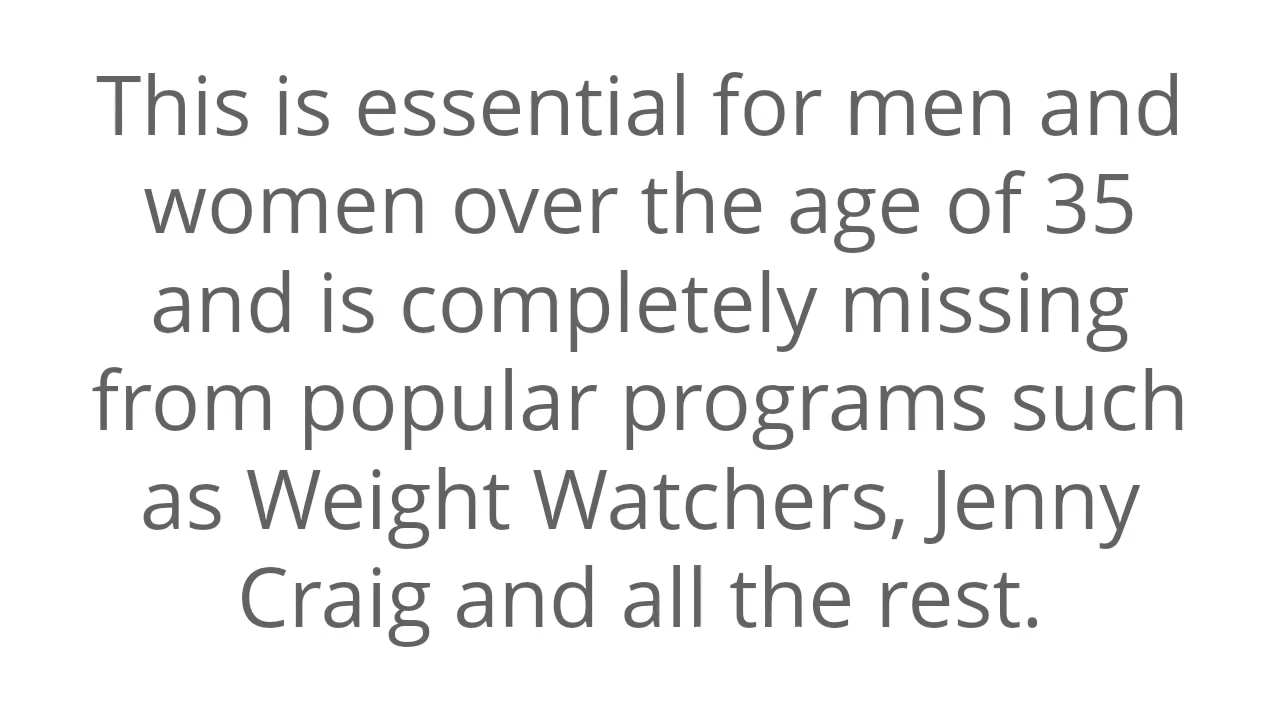 This is essential for men and
women over the age of 35
and is completely missing
from popular programs such
as Weight Watchers, Jenny
Craig and all the rest.